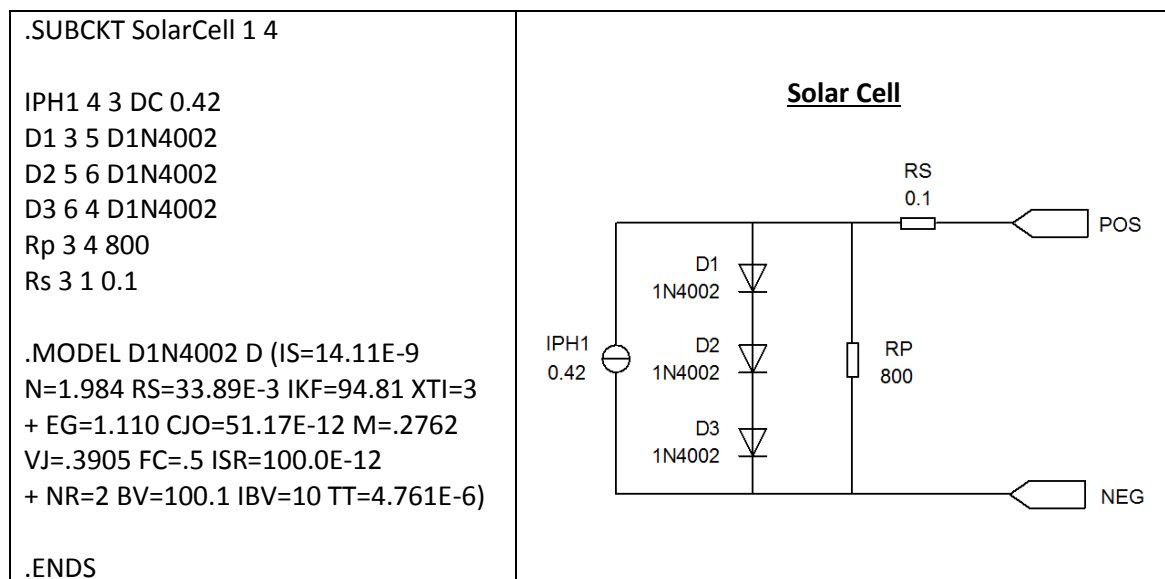 .SUBCKT SolarCell 1 4
IPH1 4 3 DC 0.42
D1 3 5 D1N4002
D2 5 6 D1N4002
D3 6 4 D1N4002
Rp 3 4 800
Rs 3 1 0.1
.MODEL D1N4002 D (IS=14.11E-9
N=1.984 RS=33.89E-3 IKF=94.81 XTI=3
+ EG=1.110 CJO=51.17E-12 M=.2762
VJ=.3905 FC=.5 ISR=100.0E-12
+ NR=2 BV=100.1 IBV=10 TT=4.761E-6)
.ENDS
Solar Cell
RS
0.1
POS
D1
1N4002
IPH1
0.42
D2
1N4002
RP
800
D3
1N4002
NEG